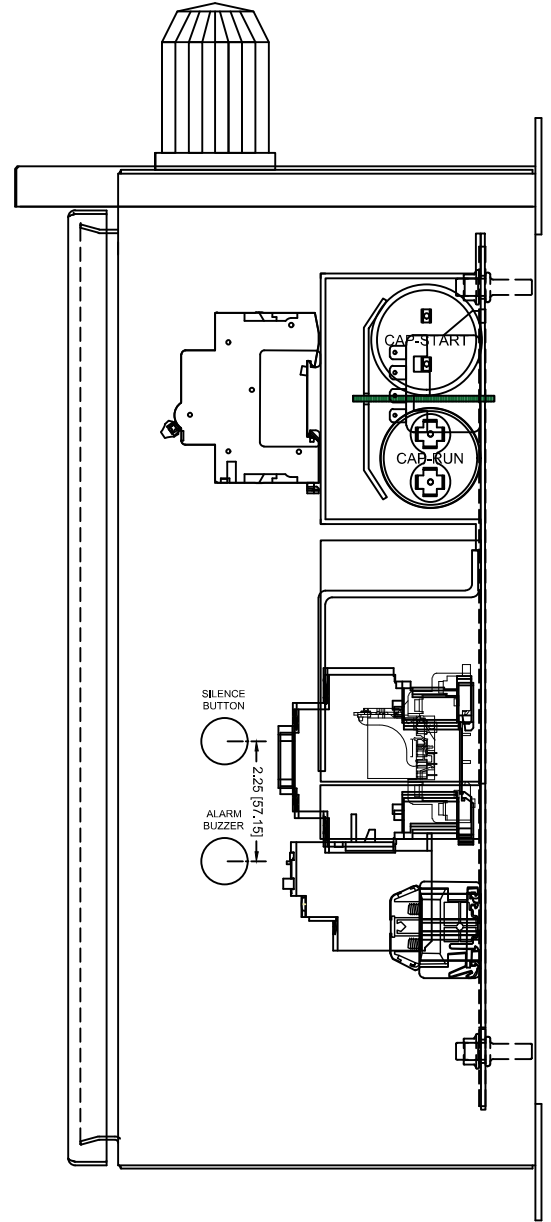 CAP-START
CAP-RUN
SILENCE
BUTTON
2.25 [57.15]
ALARM
BUZZER